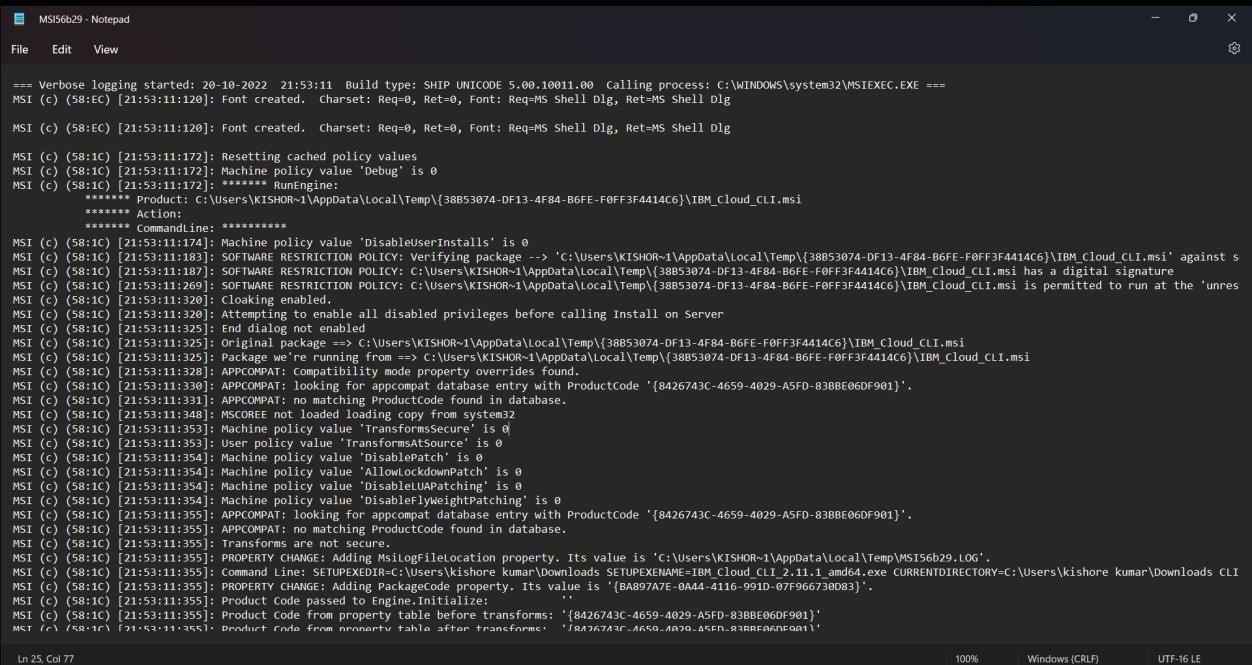 MSI56b29 - Notepad
File Edit View
=== Verbose logging started: 20-10-2022  21:53:11  Build type: SHIP UNICODE 5.00.10011.00  Calling process: C:\WINDOWS\system32\MSIEXEC.EXE ===
MSI (c) (58:EC) [21:53:11:120]: Font created.  Charset: Req=0, Ret=0, Font: Req=MS Shell Dlg, Ret=MS Shell Dlg
MSI (c) (58:EC) [21:53:11:120]: Font created.  Charset: Req=0, Ret=0, Font: Req=MS Shell Dlg, Ret=MS Shell Dlg
MSI (c) (58:1C) [21:53:11:172]: Resetting cached policy values
MSI (c) (58:1C) [21:53:11:172]: Machine policy value 'Debug' is 0
MSI (c) (58:1C) [21:53:11:172]: ******* RunEngine:
******* Product: C:\Users\KISHOR~1\AppData\Local\Temp\{38B53074-DF13-4F84-B6FE-F0FF3F4414C6}\IBM_Cloud_CLI.msi
******* Action:
******* CommandLine: **********
MSI (c) (58:1C) [21:53:11:174]: Machine policy value 'DisableUserInstalls' is 0
MSI (c) (58:1C) [21:53:11:183]: SOFTWARE RESTRICTION POLICY: Verifying package --> 'C:\Users\KISHOR~1\AppData\Local\Temp\{38B53074-DF13-4F84-B6FE-F0FF3F4414C6}\IBM_Cloud_CLI.msi' against s
MSI (c) (58:1C) [21:53:11:187]: SOFTWARE RESTRICTION POLICY: C:\Users\KISHOR~1\AppData\Local\Temp\{38B53074-DF13-4F84-B6FE-F0FF3F4414C6}\IBM_Cloud_CLI.msi has a digital signature
MSI (c) (58:1C) [21:53:11:269]: SOFTWARE RESTRICTION POLICY: C:\Users\KISHOR~1\AppData\Local\Temp\{38B53074-DF13-4F84-B6FE-F0FF3F4414C6}\IBM_Cloud_CLI.msi is permitted to run at the 'unres
MSI (c) (58:1C) [21:53:11:320]: Cloaking enabled.
MSI (c) (58:1C) [21:53:11:320]: Attempting to enable all disabled privileges before calling Install on Server
MSI (c) (58:1C) [21:53:11:325]: End dialog not enabled
MSI (c) (58:1C) [21:53:11:325]: Original package ==> C:\Users\KISHOR~1\AppData\Local\Temp\{38B53074-DF13-4F84-B6FE-F0FF3F4414C6}\IBM_Cloud_CLI.msi
MSI (c) (58:1C) [21:53:11:325]: Package we're running from ==> C:\Users\KISHOR~1\AppData\Local\Temp\{38B53074-DF13-4F84-B6FE-F0FF3F4414C6}\IBM_Cloud_CLI.msi
MSI (c) (58:1C) [21:53:11:328]: APPCOMPAT: Compatibility mode property overrides found.
MSI (c) (58:1C) [21:53:11:330]: APPCOMPAT: looking for appcompat database entry with ProductCode '{8426743C-4659-4029-A5FD-83BBE06DF901}'.
MSI (c) (58:1C) [21:53:11:331]: APPCOMPAT: no matching ProductCode found in database.
MSI (c) (58:1C) [21:53:11:348]: MSCOREE not loaded loading copy from system32
MSI (c) (58:1C) [21:53:11:353]: Machine policy value 'TransformsSecure' is 0
MSI (c) (58:1C) [21:53:11:353]: User policy value 'TransformsAtSource' is 0
MSI (c) (58:1C) [21:53:11:354]: Machine policy value 'DisablePatch' is 0
MSI (c) (58:1C) [21:53:11:354]: Machine policy value 'AllowLockdownPatch' is 0
MSI (c) (58:1C) [21:53:11:354]: Machine policy value 'DisableLUAPatching' is 0
MSI (c) (58:1C) [21:53:11:354]: Machine policy value 'DisableFlyWeightPatching' is 0
MSI (c) (58:1C) [21:53:11:355]: APPCOMPAT: looking for appcompat database entry with ProductCode '{8426743C-4659-4029-A5FD-83BBE06DF901}'.
MSI (c) (58:1C) [21:53:11:355]: APPCOMPAT: no matching ProductCode found in database.
MSI (c) (58:1C) [21:53:11:355]: Transforms are not secure.
MSI (c) (58:1C) [21:53:11:355]: PROPERTY CHANGE: Adding MsiLogFileLocation property. Its value is 'C:\Users\KISHOR~1\AppData\Local\Temp\MSI56b29.LOG'.
MSI (c) (58:1C) [21:53:11:355]: Command Line: SETUPEXEDIR=C:\Users\kishore kumar\Downloads SETUPEXENAME=IBM_Cloud_CLI_2.11.1_amd64.exe CURRENTDIRECTORY=C:\Users\kishore kumar\Downloads CLI
MSI (c) (58:1C) [21:53:11:355]: PROPERTY CHANGE: Adding PackageCode property. Its value is '{BA897A7E-0A44-4116-991D-07F966730D83}'.
MSI (c) (58:1C) [21:53:11:355]: Product Code passed to Engine.Initialize:           ''
MSI (c) (58:1C) [21:53:11:355]: Product Code from property table before transforms: '{8426743C-4659-4029-A5FD-83BBE06DF901}'
MSI (c) (58:1C) [21:53:11:355]: Product Code from property table after transforms:  '{8426743C-4659-4029-A5FD-83BBE06DF901}'
Ln 25, Col 77
100%
Windows (CRLF)
UTF-16 LE